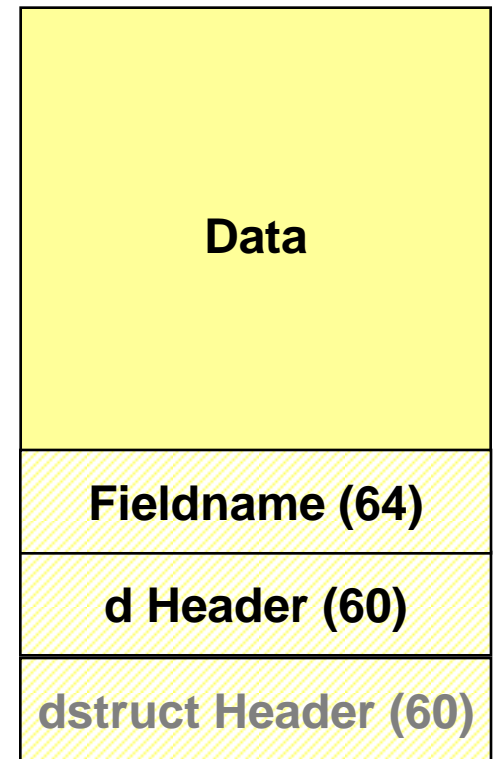 Data
Fieldname (64)
d Header (60)
dstruct Header (60)